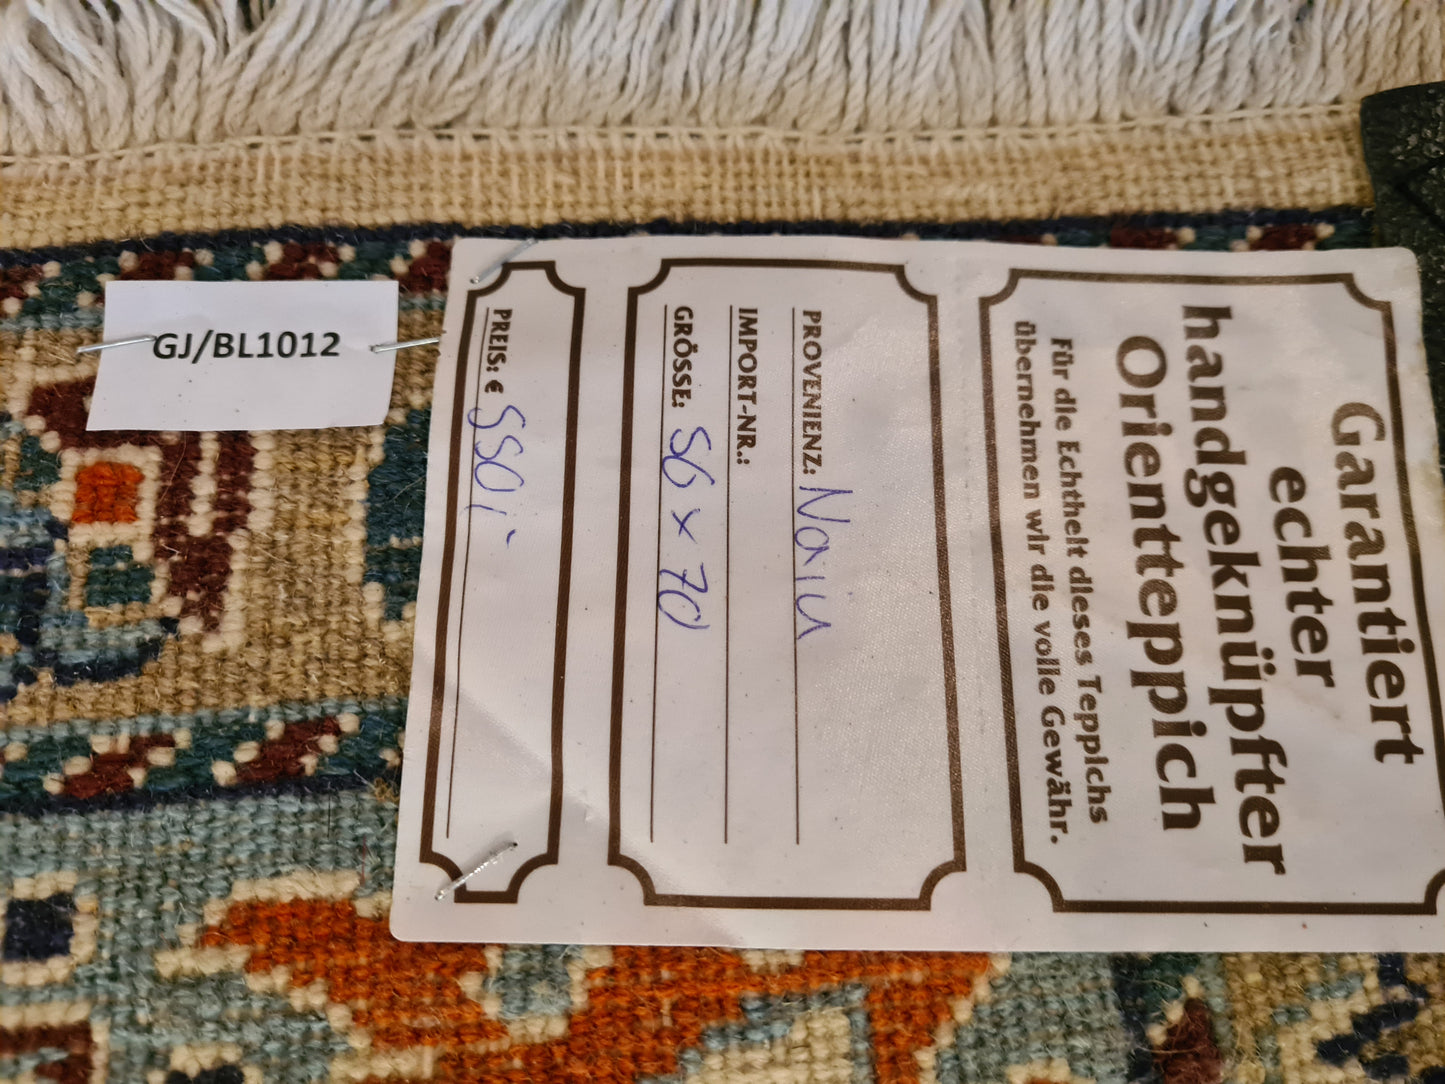 GJ/BL1012
Garantiert
echter
handgeknüpfter
Orientteppich
Für die Echtheit dieses Teppichs
übernehmen wir die volle Gewähr.
PROVENIENZ: Nain
IMPORT-NR.:
GRÖSSE: 56 x 70
PREIS: € 550,-